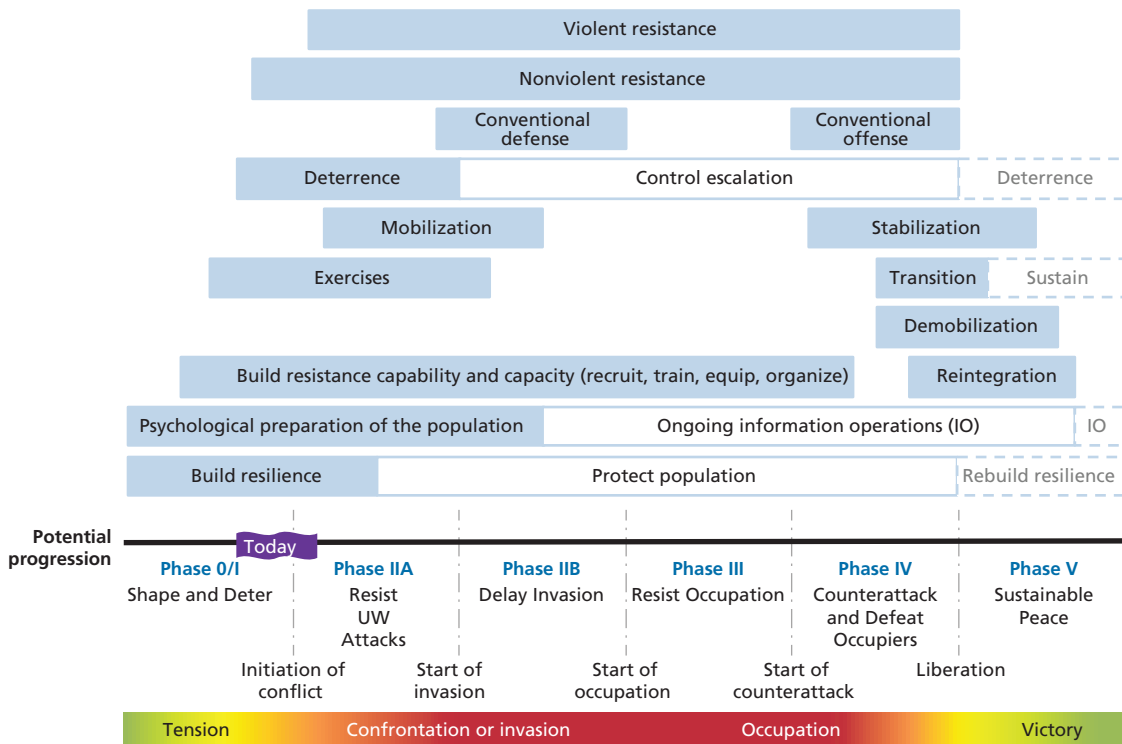 Violent resistance
Nonviolent resistance
Conventional
defense
Conventional
offense
Deterrence
Control escalation
Deterrence
Mobilization
Stabilization
Exercises
Transition
Sustain
Demobilization
Build resistance capability and capacity (recruit, train, equip, organize)
Reintegration
Psychological preparation of the population
Ongoing information operations (IO)
IO
Build resilience
Protect population
Rebuild resilience
Potential
progression
Today
Phase 0/I
Shape and Deter
Phase IIA
Resist
UW
Attacks
Phase IIB
Delay Invasion
Phase III
Resist Occupation
Phase IV
Counterattack
and Defeat
Occupiers
Phase V
Sustainable
Peace
Initiation of
conflict
Start of
invasion
Start of
occupation
Start of
counterattack
Liberation
Tension
Confrontation or invasion
Occupation
Victory